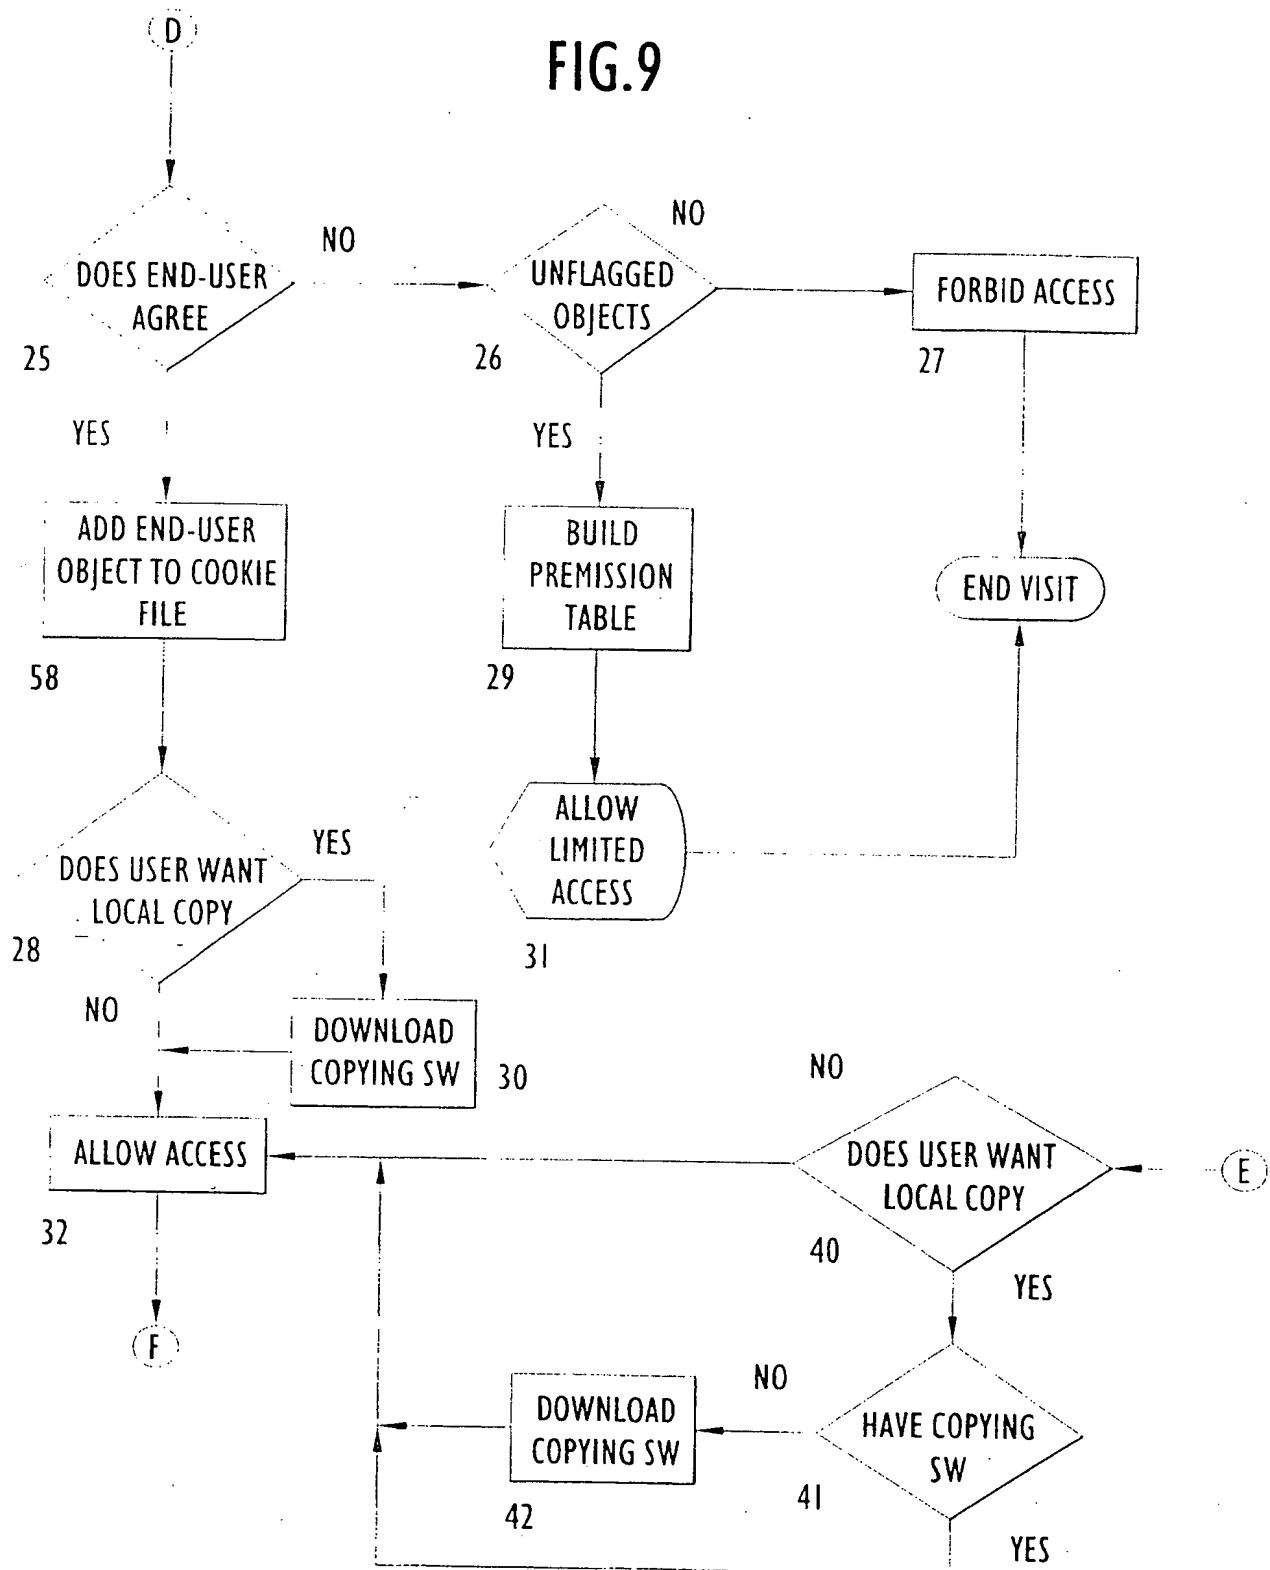 D
FIG.9
DOES END-USER
AGREE
25
NO
UNFLAGGED
OBJECTS
26
NO
FORBID ACCESS
27
YES
YES
ADD END-USER
OBJECT TO COOKIE
FILE
58
BUILD
PREMISSION
TABLE
29
END VISIT
DOES USER WANT
LOCAL COPY
28
YES
ALLOW
LIMITED
ACCESS
31
NO
DOWNLOAD
COPYING SW
30
NO
ALLOW ACCESS
32
DOES USER WANT
LOCAL COPY
40
E
YES
F
DOWNLOAD
COPYING SW
42
NO
HAVE COPYING
SW
41
YES